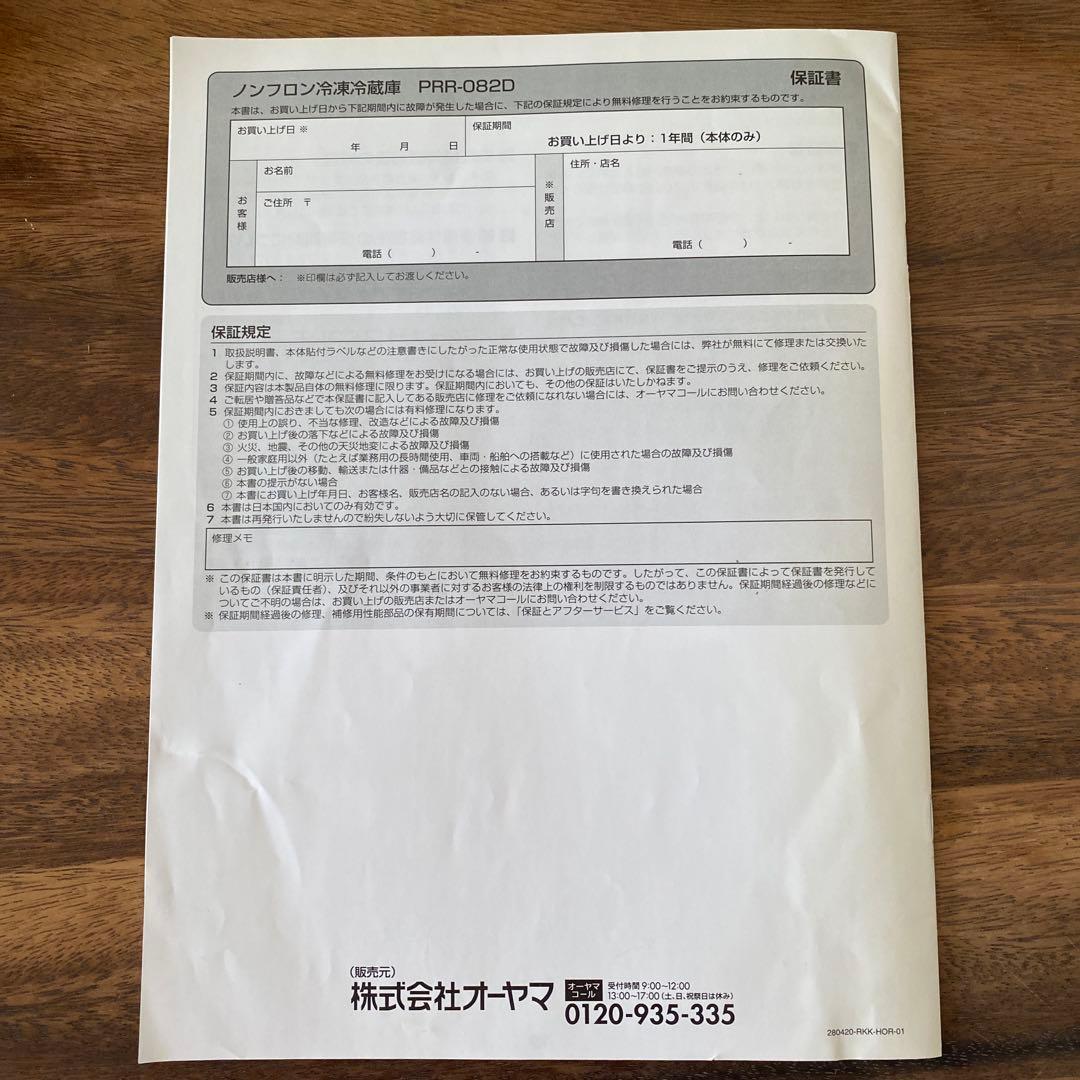 ノンフロン冷凍冷蔵庫 PRR-082D 保証書
本書は、お買い上げ日から下記期間内に故障が発生した場合に、下記の保証規定により無料修理を行うことをお約束するものです。
お買い上げ日 ※
年 月 日
保証期間
お買い上げ日より:1年間(本体のみ)
お客様
お名前
ご住所 〒
電話( ) -
※販売店
住所・店名
電話( ) -
販売店様へ: ※印欄は必ず記入してお渡しください。
保証規定
1 取扱説明書、本体貼付ラベルなどの注意書きにしたがった正常な使用状態で故障及び損傷した場合には、弊社が無料にて修理または交換いた
します。
2 保証期間内に、故障などによる無料修理をお受けになる場合には、お買い上げの販売店にて、保証書をご提示のうえ、修理をご依頼ください。
3 保証内容は本製品自体の無料修理に限ります。保証期間内においても、その他の保証はいたしかねます。
4 ご転居や贈答品などで本保証書に記入してある販売店に修理をご依頼になれない場合には、オーヤマコールにお問い合わせください。
5 保証期間内におきましても次の場合には有料修理になります。
① 使用上の誤り、不当な修理、改造などによる故障及び損傷
② お買い上げ後の落下などによる故障及び損傷
③ 火災、地震、その他の天災地変による故障及び損傷
④ 一般家庭用以外(たとえば業務用の長時間使用、車両・船舶への搭載など)に使用された場合の故障及び損傷
⑤ お買い上げ後の移動、輸送または什器・備品などとの接触による故障及び損傷
⑥ 本書の提示がない場合
⑦ 本書にお買い上げ年月日、お客様名、販売店名の記入のない場合、あるいは字句を書き換えられた場合
6 本書は日本国内においてのみ有効です。
7 本書は再発行いたしませんので紛失しないよう大切に保管してください。
修理メモ
※ この保証書は本書に明示した期間、条件のもとにおいて無料修理をお約束するものです。したがって、この保証書によって保証書を発行して
いるもの(保証責任者)、及びそれ以外の事業者に対するお客様の法律上の権利を制限するものではありません。保証期間経過後の修理などに
ついてご不明の場合は、お買い上げの販売店またはオーヤマコールにお問い合わせください。
※ 保証期間経過後の修理、補修用性能部品の保有期間については、「保証とアフターサービス」をご覧ください。
(販売元)
株式会社オーヤマ
オーヤマ
コール
受付時間 9:00~12:00
13:00~17:00(土、日、祝祭日は休み)
0120-935-335
280420-RKK-HOR-01